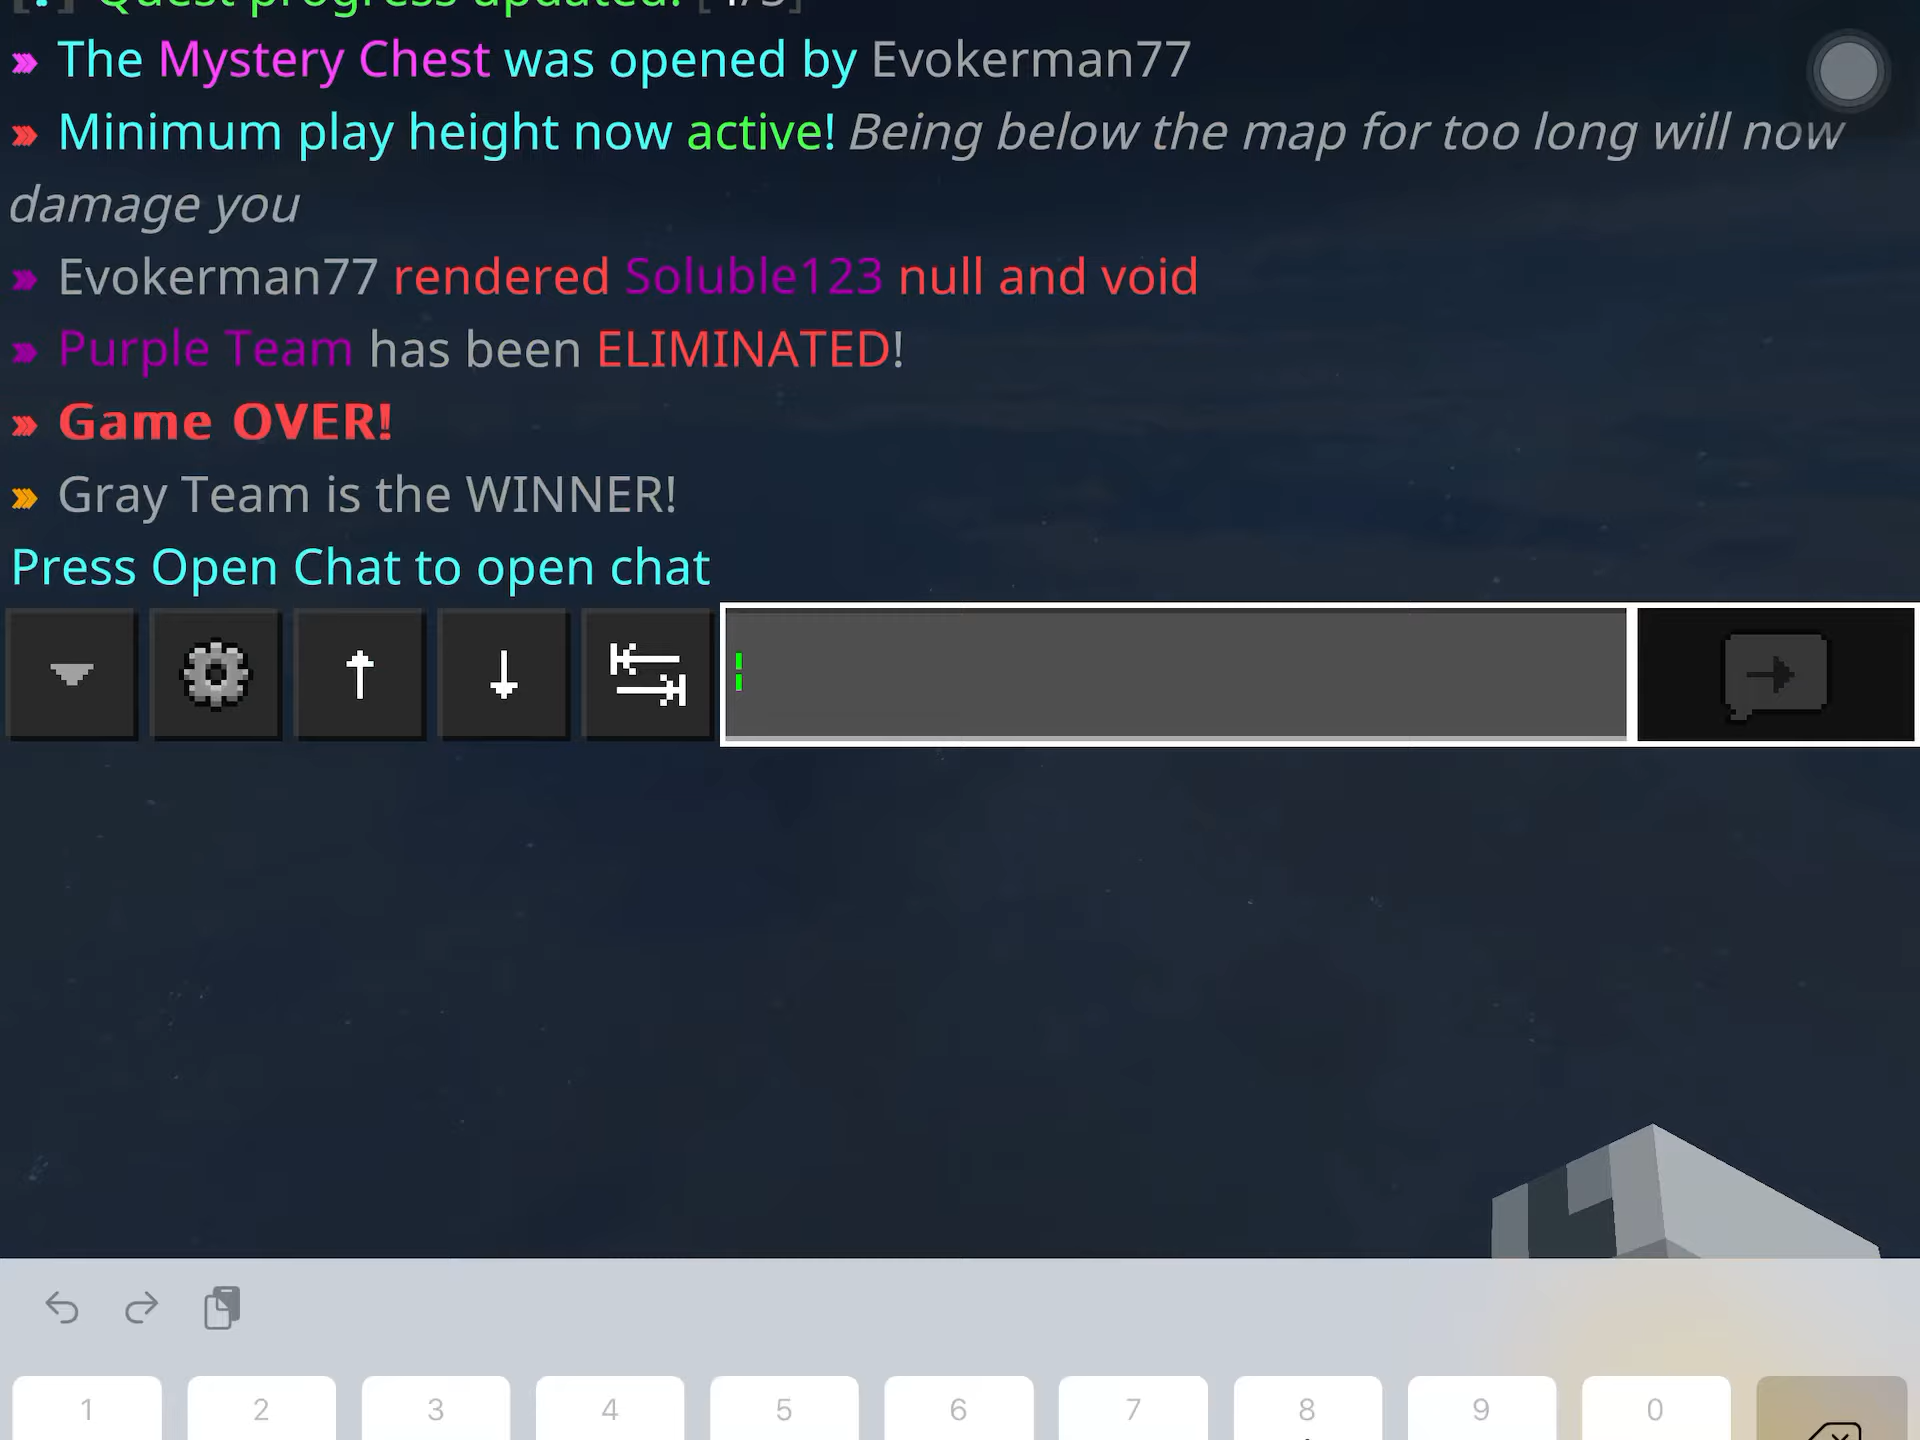 Quest progress updated!
» The Mystery Chest was opened by Evokerman77
» Minimum play height now active! Being below the map for too long will now
damage you
» Evokerman77 rendered Soluble123 null and void
» Purple Team has been ELIMINATED!
» Game OVER!
» Gray Team is the WINNER!
Press Open Chat to open chat
1 2 3 4 5 6 7 8 9 0